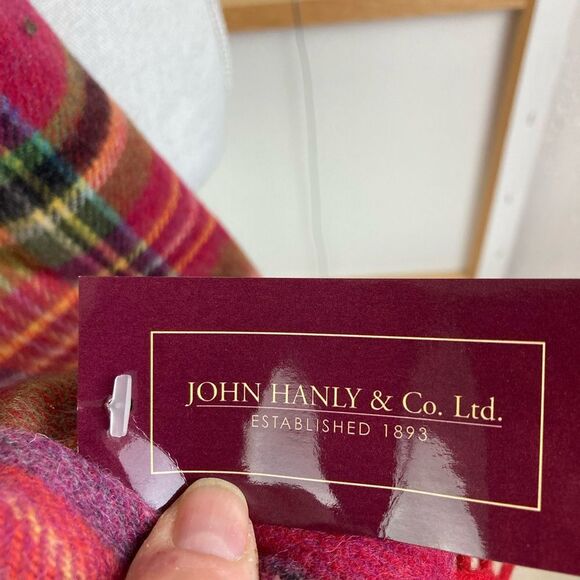 JOHN HANLY & Co. Ltd.
ESTABLISHED 1893